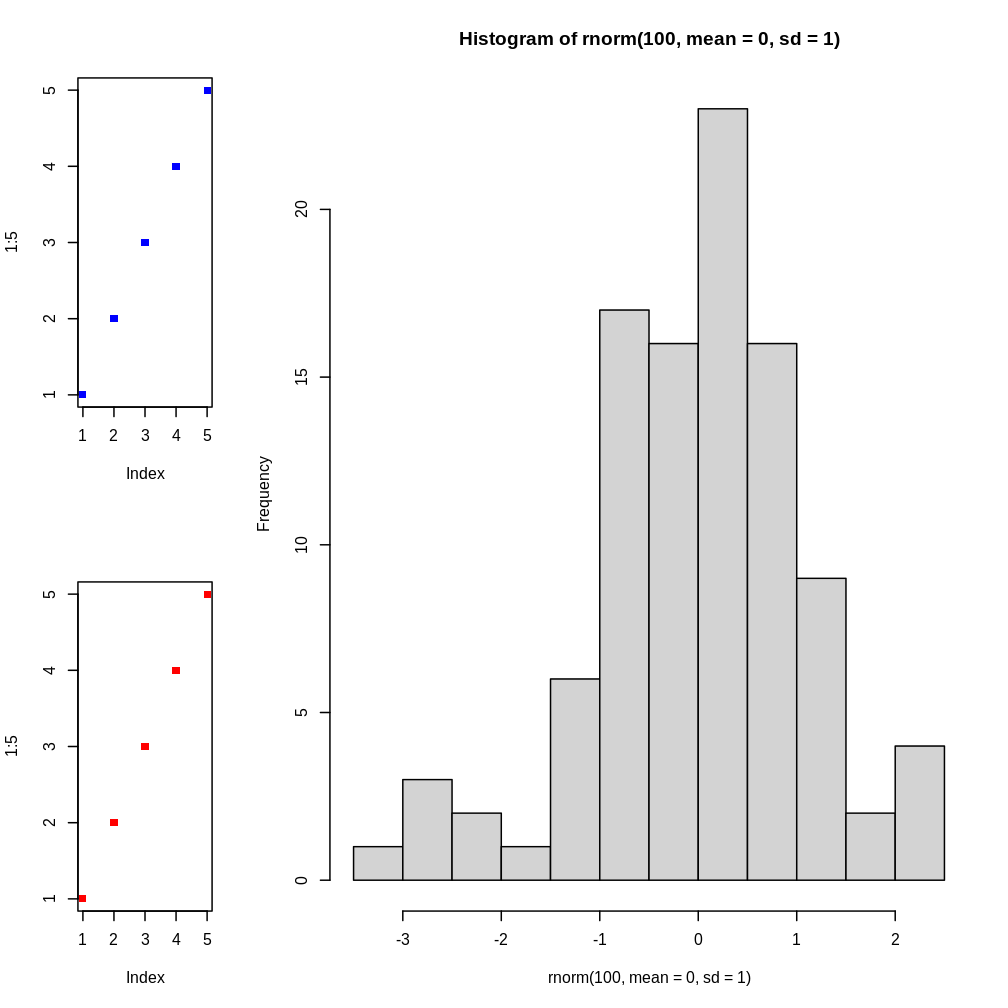 Histogram of rnorm(100, mean = 0, sd = 1)
5
4
3
2
1
1:5
1 2 3 4 5
Index
5
4
3
2
1
1:5
1 2 3 4 5
Index
20
15
10
5
0
Frequency
-3 -2 -1 0 1 2
rnorm(100, mean = 0, sd = 1)